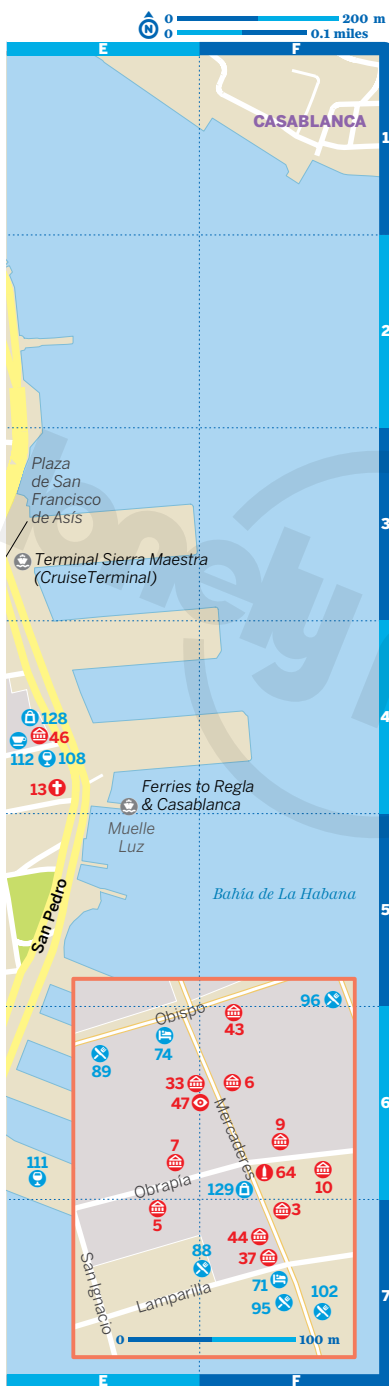 N
0 200 m
0 0.1 miles
E F
CASABLANCA
1
2
Plaza
de San
Francisco
de Asís
3
Terminal Sierra Maestra
(CruiseTerminal)
lonely pl
4
128
46
112 108
13
Ferries to Regla
& Casablanca
Muelle
Luz
5
San Pedro
Bahía de La Habana
Obispo
96
43
74
89
33 6
47
6
Mercaderes
9
7
111
64
10
Obrapía
129
5
3
44
88
37
San Ignacio
71
Lamparilla
95
102
7
0 100 m
E F